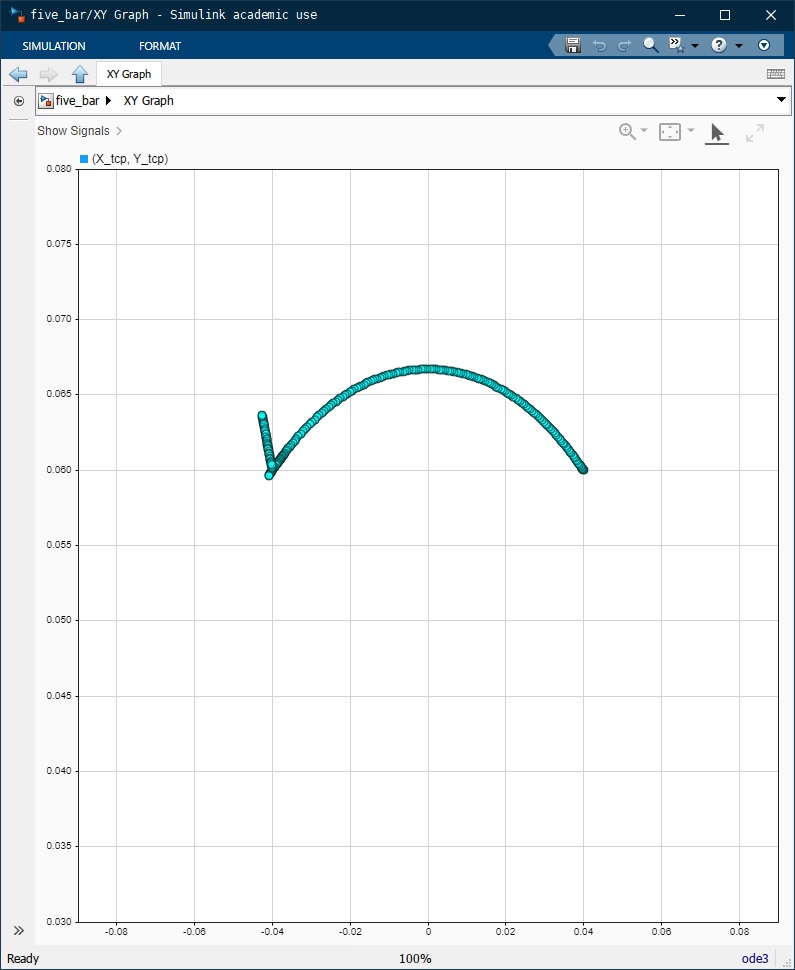 five_bar/XY Graph - Simulink academic use
SIMULATION FORMAT
XY Graph
five_bar XY Graph
Show Signals
(X_tcp, Y_tcp)
0.080
0.075
0.070
0.065
0.060
0.055
0.050
0.045
0.040
0.035
0.030
-0.08 -0.06 -0.04 -0.02 0 0.02 0.04 0.06 0.08
Ready 100% ode3